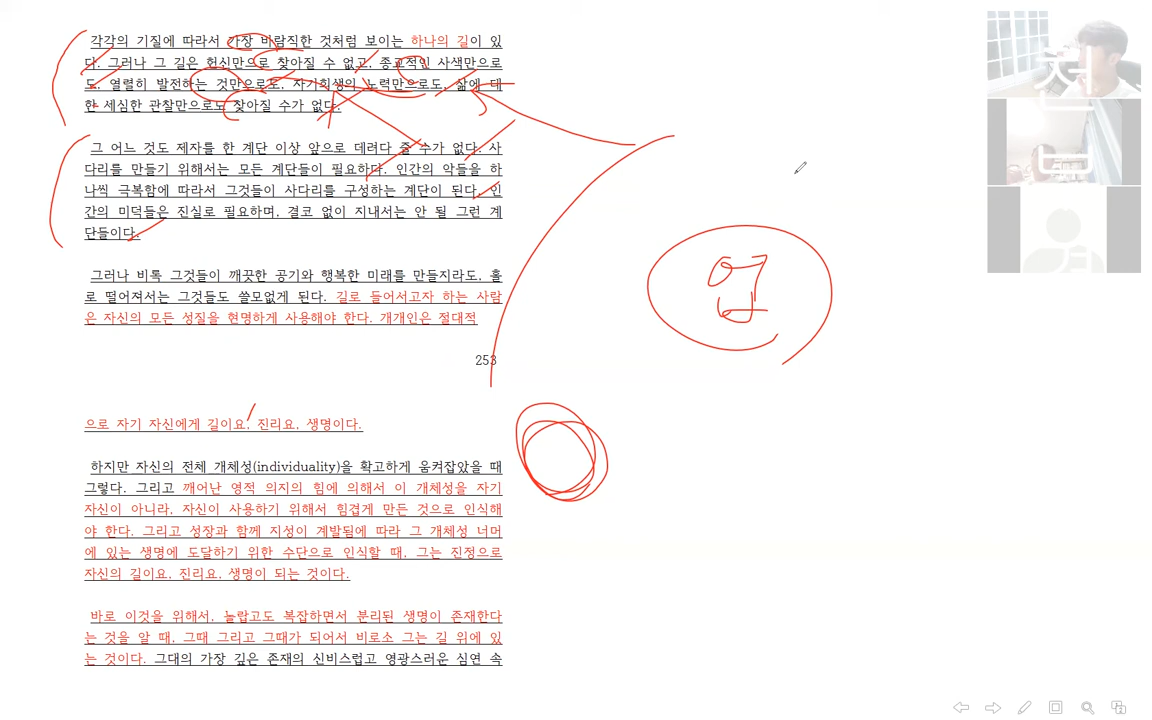 각각의 기질에 따라서 가장 바람직한 것처럼 보이는 하나의 길이 있
다. 그러나 그 길은 헌신만으로 찾아질 수 없고, 종교적인 사색만으로
도, 열렬히 발전하는 것만으로도, 자기희생의 노력만으로도, 삶에 대
한 세심한 관찰만으로도 찾아질 수가 없다.
그 어느 것도 제자를 한 계단 이상 앞으로 데려다 줄 수가 없다. 사
다리를 만들기 위해서는 모든 계단들이 필요하다. 인간의 악들을 하
나씩 극복함에 따라서 그것들이 사다리를 구성하는 계단이 된다. 인
간의 미덕들은 진실로 필요하며, 결코 없이 지내서는 안 될 그런 계
단들이다.
그러나 비록 그것들이 깨끗한 공기와 행복한 미래를 만들지라도, 홀
로 떨어져서는 그것들도 쓸모없게 된다. 길로 들어서고자 하는 사람
은 자신의 모든 성질을 현명하게 사용해야 한다. 개개인은 절대적
253
으로 자기 자신에게 길이요, 진리요, 생명이다.
하지만 자신의 전체 개체성(individuality)을 확고하게 움켜잡았을 때
그렇다. 그리고 깨어난 영적 의지의 힘에 의해서 이 개체성을 자기
자신이 아니라, 자신이 사용하기 위해서 힘겹게 만든 것으로 인식해
야 한다. 그리고 성장과 함께 지성이 계발됨에 따라 그 개체성 너머
에 있는 생명에 도달하기 위한 수단으로 인식할 때, 그는 진정으로
자신의 길이요, 진리요, 생명이 되는 것이다.
바로 이것을 위해서, 놀랍고도 복잡하면서 분리된 생명이 존재한다
는 것을 알 때, 그때 그리고 그때가 되어서 비로소 그는 길 위에 있
는 것이다. 그대의 가장 깊은 존재의 신비스럽고 영광스러운 심연 속